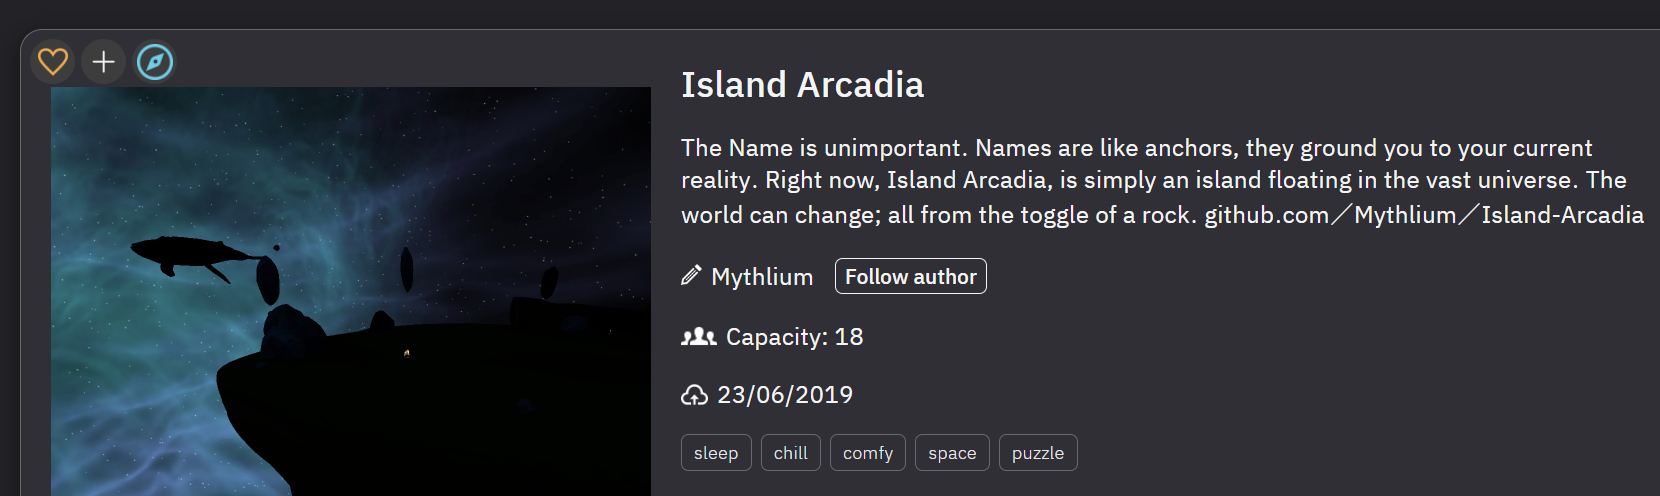 Island Arcadia
The Name is unimportant. Names are like anchors, they ground you to your current
reality. Right now, Island Arcadia, is simply an island floating in the vast universe. The
world can change; all from the toggle of a rock. github.com／Mythlium／Island-Arcadia
Mythlium Follow author
Capacity: 18
23/06/2019
sleep chill comfy space puzzle